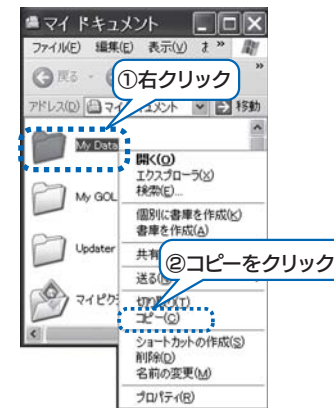 マイ ドキュメント
ファイル(F) 編集(E) 表示(V) »
戻る »
①右クリック
アドレス(D) マイ 移動
My Data
My GOL
Updater
マイ ピク
開く(O)
エクスプローラ(X)
検索(E)...
個別に書庫を作成(K)
書庫を作成(A)
共有
②コピーをクリック
送る(N)
切り取り(T)
コピー(C)
ショートカットの作成(S)
削除(D)
名前の変更(M)
プロパティ(R)